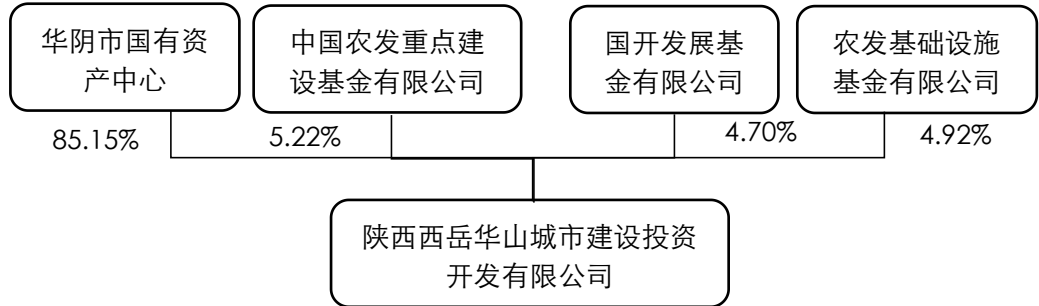 华阴市国有资
产中心
中国农发重点建
设基金有限公司
国开发展基
金有限公司
农发基础设施
基金有限公司
85.15%
5.22%
4.70%
4.92%
陕西西岳华山城市建设投资
开发有限公司